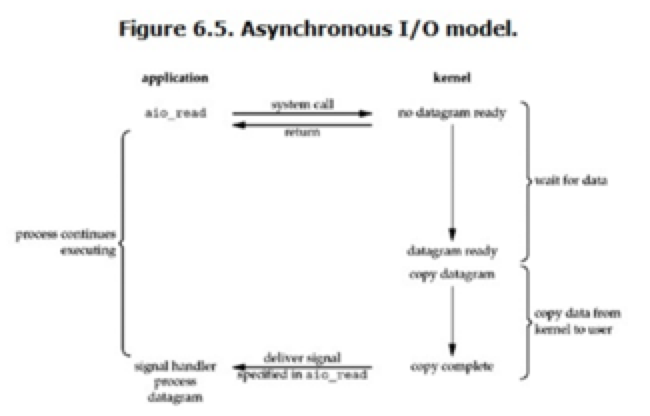 Figure 6.5. Asynchronous I/O model.
application
kernel
aio_read
system call
return
no datagram ready
wait for data
process continues
executing
datagram ready
copy datagram
copy data from
kernel to user
signal handler
process
datagram
deliver signal
specified in aio_read
copy complete